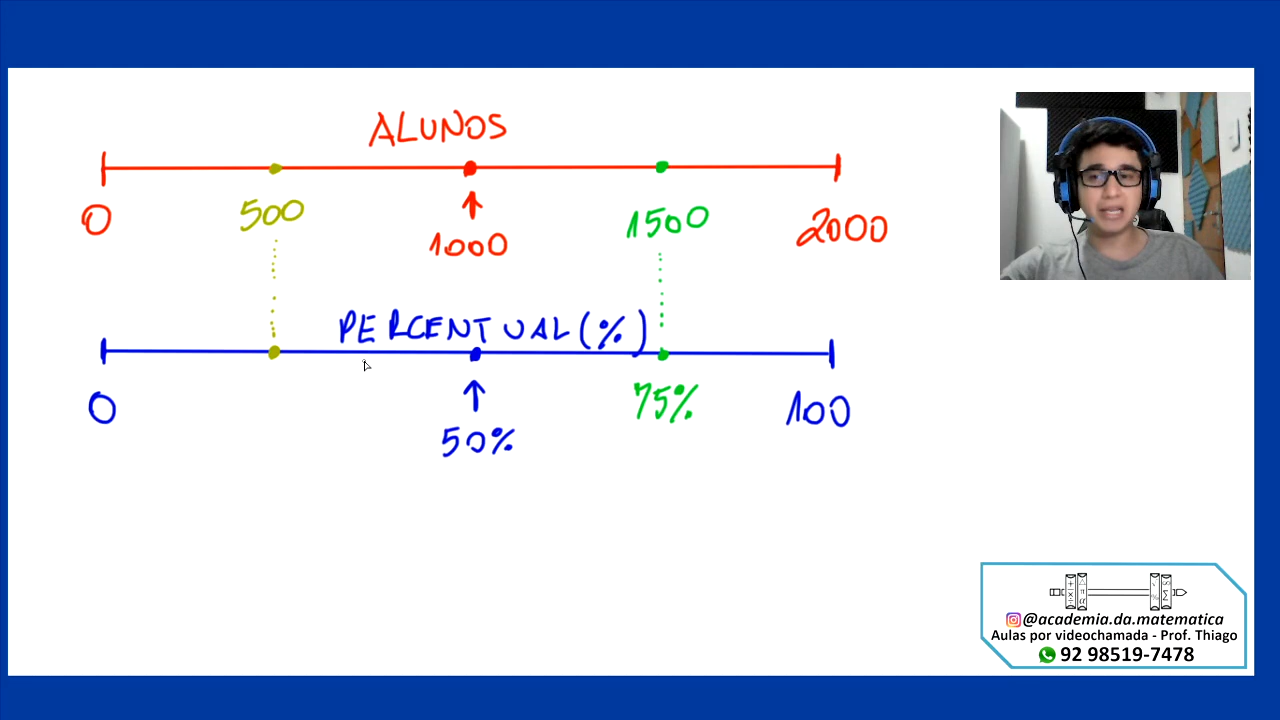 ALUNOS
0 500 1000 1500 2000
PERCENTUAL (%)
0 50% 75% 100
@academia.da.matematica
Aulas por videochamada - Prof. Thiago
92 98519-7478